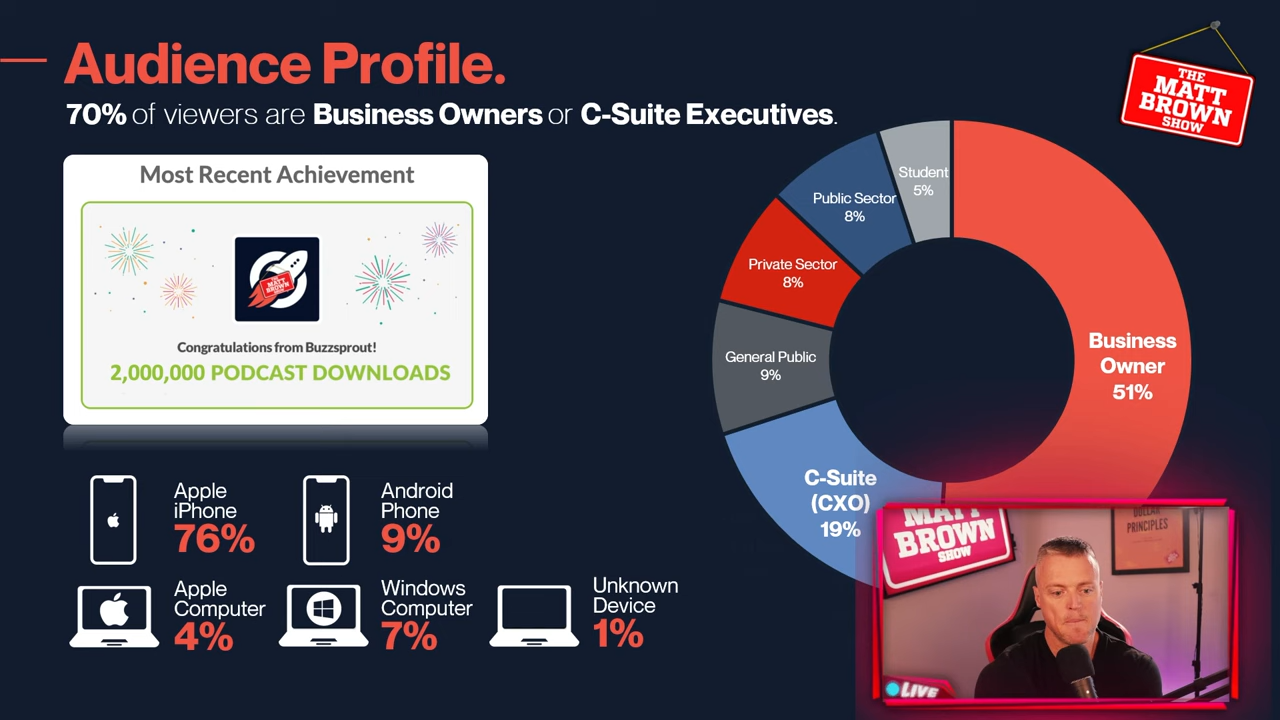 Audience Profile.
70% of viewers are Business Owners or C-Suite Executives.
THE
MATT
BROWN
SHOW
Most Recent Achievement
MATT
BROWN
Congratulations from Buzzsprout!
2,000,000 PODCAST DOWNLOADS
Student
5%
Public Sector
8%
Private Sector
8%
General Public
9%
Business
Owner
51%
C-Suite
(CXO)
19%
Apple
iPhone
76%
Android
Phone
9%
Apple
Computer
4%
Windows
Computer
7%
Unknown
Device
1%
MATT
BROWN
SHOW
DOLLAR
PRINCIPLES
LIVE